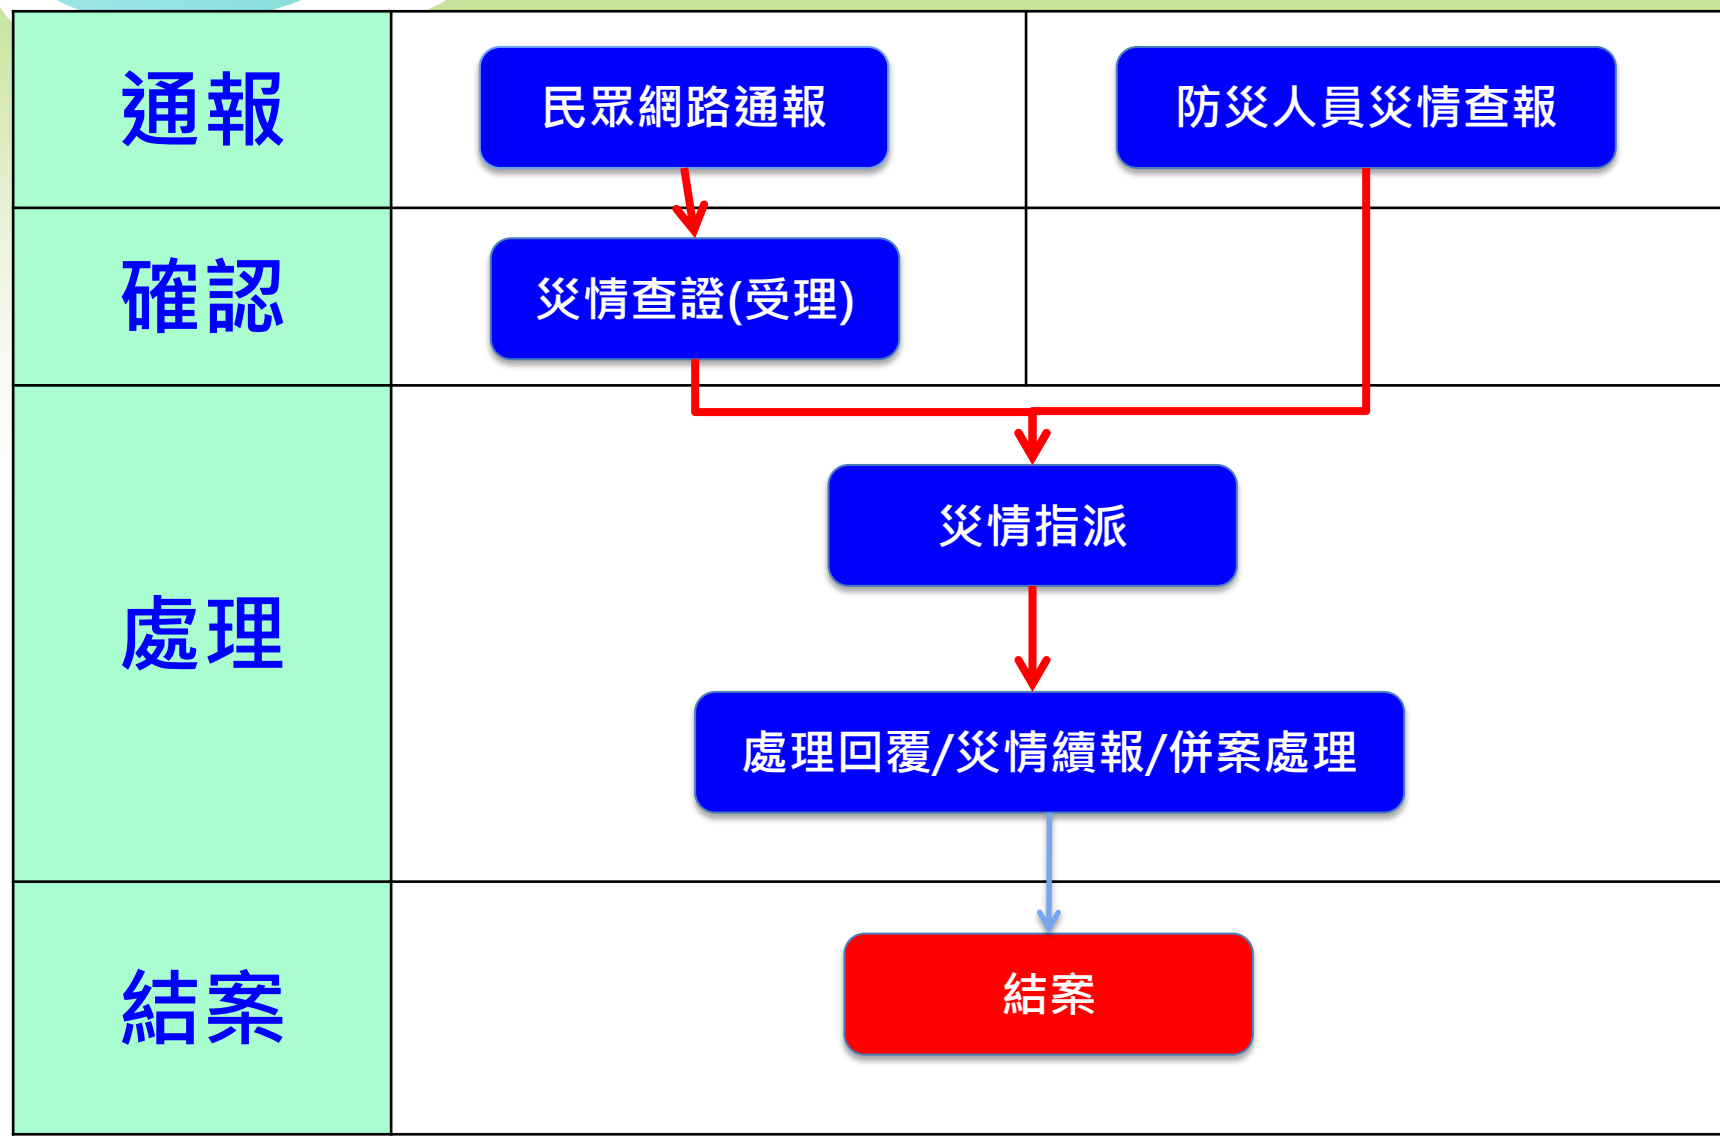 通報
民眾網路通報
防災人員災情查報
確認
災情查證(受理)
處理
災情指派
處理回覆/災情續報/併案處理
結案
結案